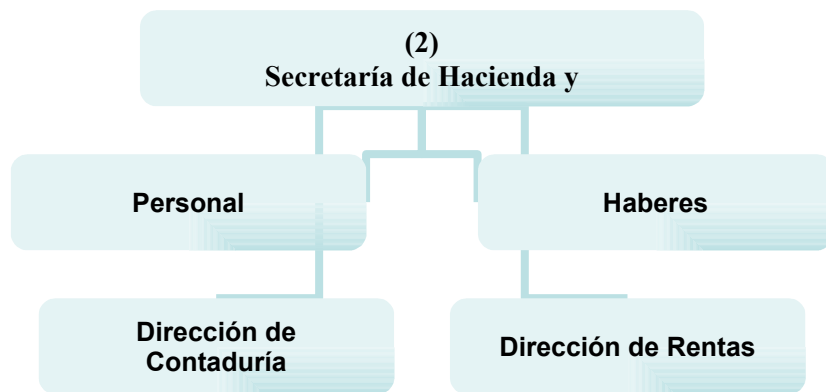 (2)
Secretaría de Hacienda y
Personal
Haberes
Dirección de
Contaduría
Dirección de Rentas